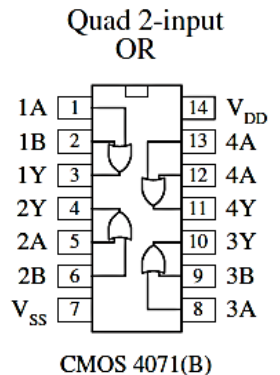 Quad 2-input
OR
1A 1 14 VDD
1B 2 13 4A
1Y 3 12 4A
2Y 4 11 4Y
2A 5 10 3Y
2B 6 9 3B
VSS 7 8 3A
CMOS 4071(B)